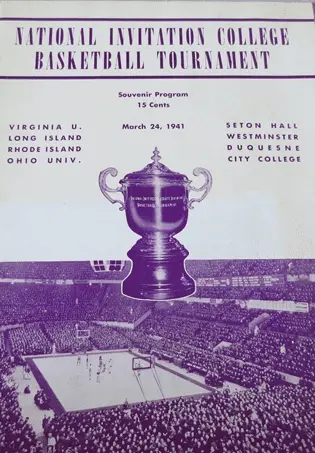 NATIONAL INVITATION COLLEGE
BASKETBALL TOURNAMENT
Souvenir Program
15 Cents
March 24, 1941
VIRGINIA U.
LONG ISLAND
RHODE ISLAND
OHIO UNIV.
SETON HALL
WESTMINSTER
DUQUESNE
CITY COLLEGE